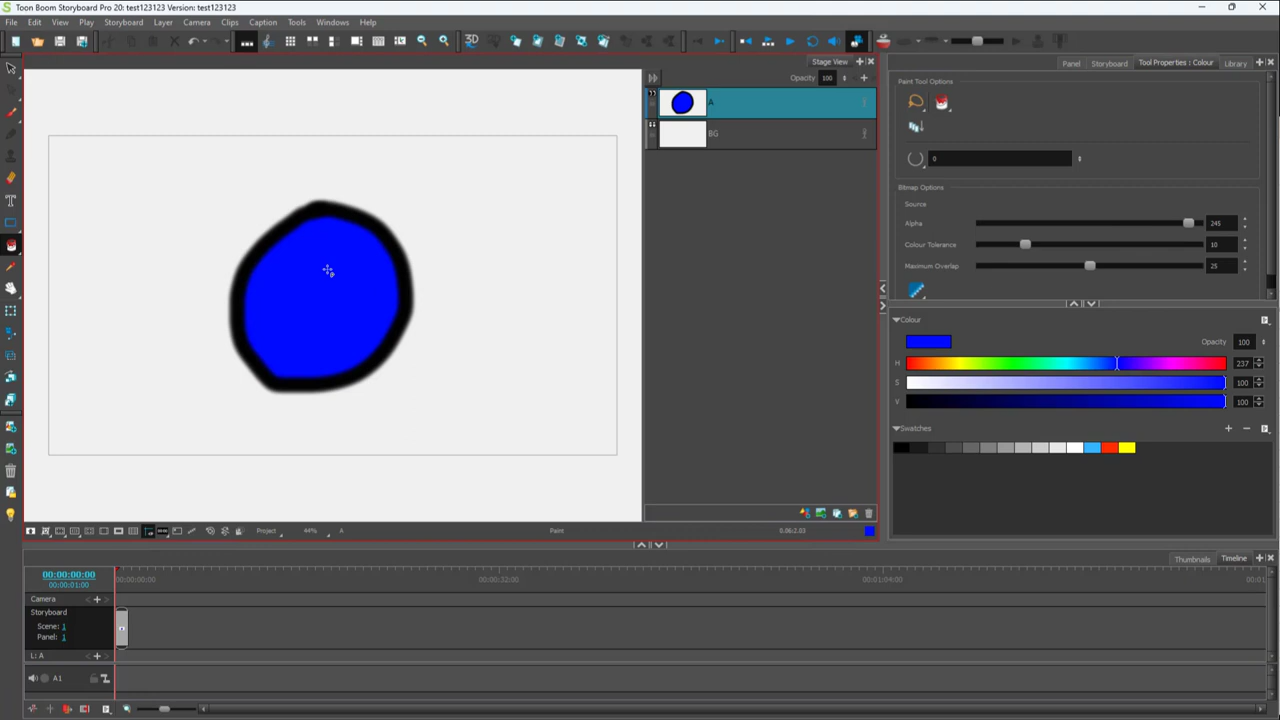 Toon Boom Storyboard Pro 20: test123123 Version: test123123
File Edit View Play Storyboard Layer Camera Clips Caption Tools Windows Help
3D
Stage View
Opacity 100
A
BG
Panel Storyboard Tool Properties : Colour Library
Paint Tool Options
0
Bitmap Options
Source
Alpha 245
Colour Tolerance 10
Maximum Overlap 25
Colour
Opacity 100
H 237
S 100
V 100
Swatches
T
Project 44% A Paint
Thumbnails Timeline
00:00:00:00 00:00:00:00 00:00:32:00 00:01:04:00 00:01
00:00:01:00
Camera
Storyboard
Scene: 1
Panel: 1
L: A
A1